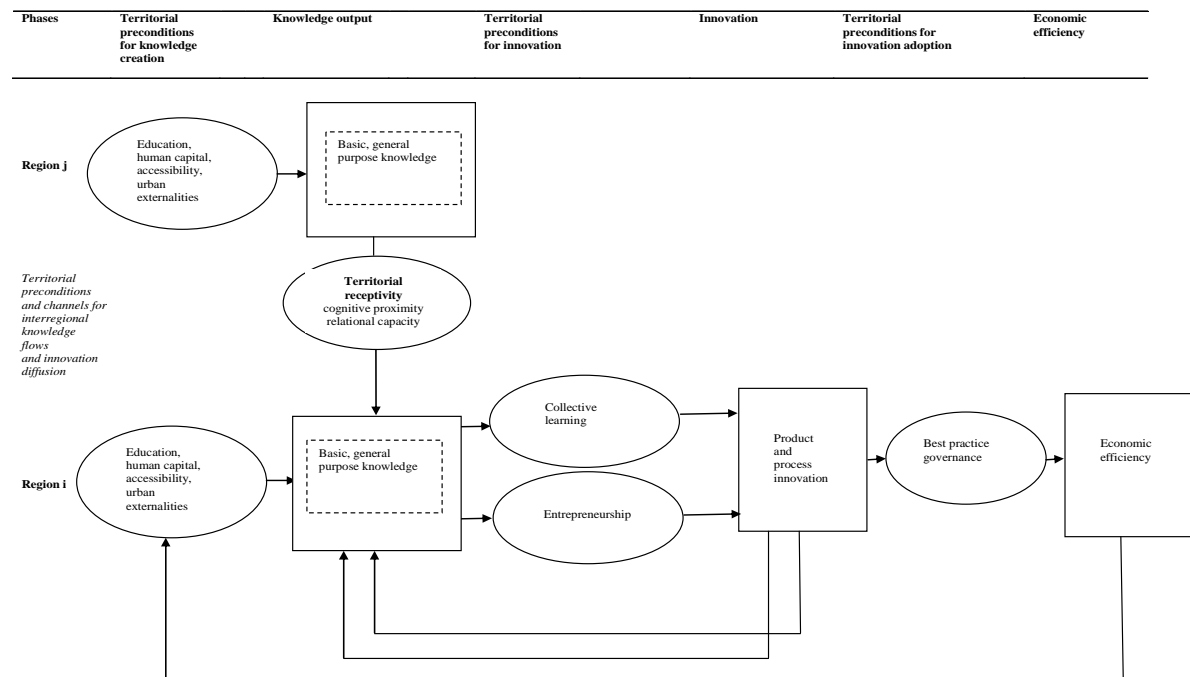 Phases
Territorial
preconditions
for knowledge
creation
Knowledge output
Territorial
preconditions
for innovation
Innovation
Territorial
preconditions for
innovation adoption
Economic
efficiency
Region j
Education,
human capital,
accessibility,
urban
externalities
Basic, general
purpose knowledge
Territorial
preconditions
and channels for
interregional
knowledge
flows
and innovation
diffusion
Territorial
receptivity
cognitive proximity
relational capacity
Region i
Education,
human capital,
accessibility,
urban
externalities
Basic, general
purpose knowledge
Collective
learning
Entrepreneurship
Product
and
process
innovation
Best practice
governance
Economic
efficiency